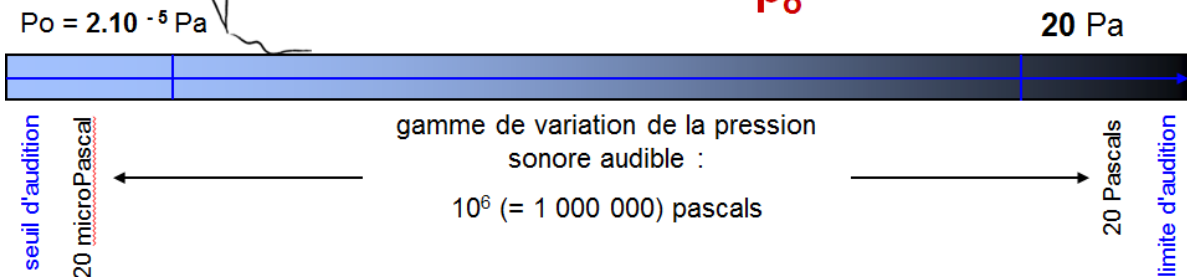 p₀
Po = 2.10 ⁻⁵ Pa
20 Pa
seuil d'audition
20 microPascal
gamme de variation de la pression
sonore audible :
10⁶ (= 1 000 000) pascals
20 Pascals
limite d'audition